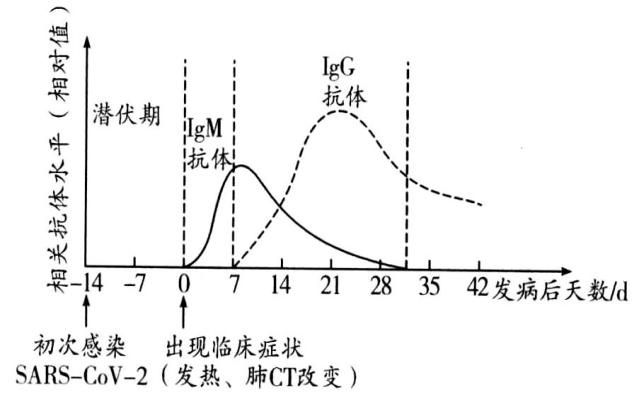 相关抗体水平（相对值）
潜伏期
IgM
抗体
IgG
抗体
-14 -7 0 7 14 21 28 35 42 发病后天数/d
初次感染 出现临床症状
SARS-CoV-2（发热、肺CT改变）